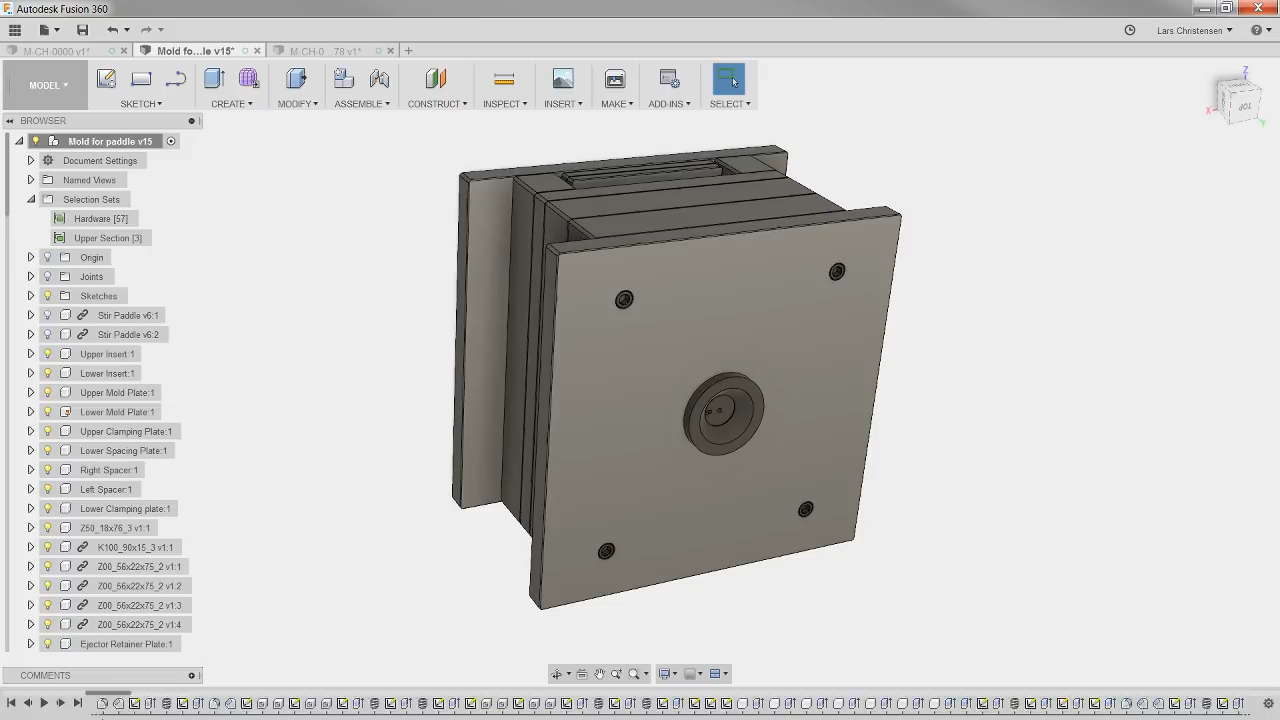 Autodesk Fusion 360
Lars Christensen
M-CH-0000 v1*
Mold fo...le v15*
M-CH-0 ...78 v1*
MODEL
SKETCH
CREATE
MODIFY
ASSEMBLE
CONSTRUCT
INSPECT
INSERT
MAKE
ADD-INS
SELECT
BROWSER
Mold for paddle v15
Document Settings
Named Views
Selection Sets
Hardware [57]
Upper Section [3]
Origin
Joints
Sketches
Stir Paddle v6:1
Stir Paddle v6:2
Upper Insert:1
Lower Insert:1
Upper Mold Plate:1
Lower Mold Plate:1
Upper Clamping Plate:1
Lower Spacing Plate:1
Right Spacer:1
Left Spacer:1
Lower Clamping plate:1
Z50_18x76_3 v1:1
K100_90x15_3 v1:1
Z00_56x22x75_2 v1:1
Z00_56x22x75_2 v1:2
Z00_56x22x75_2 v1:3
Z00_56x22x75_2 v1:4
Ejector Retainer Plate:1
COMMENTS
Z
TOP
X
Y